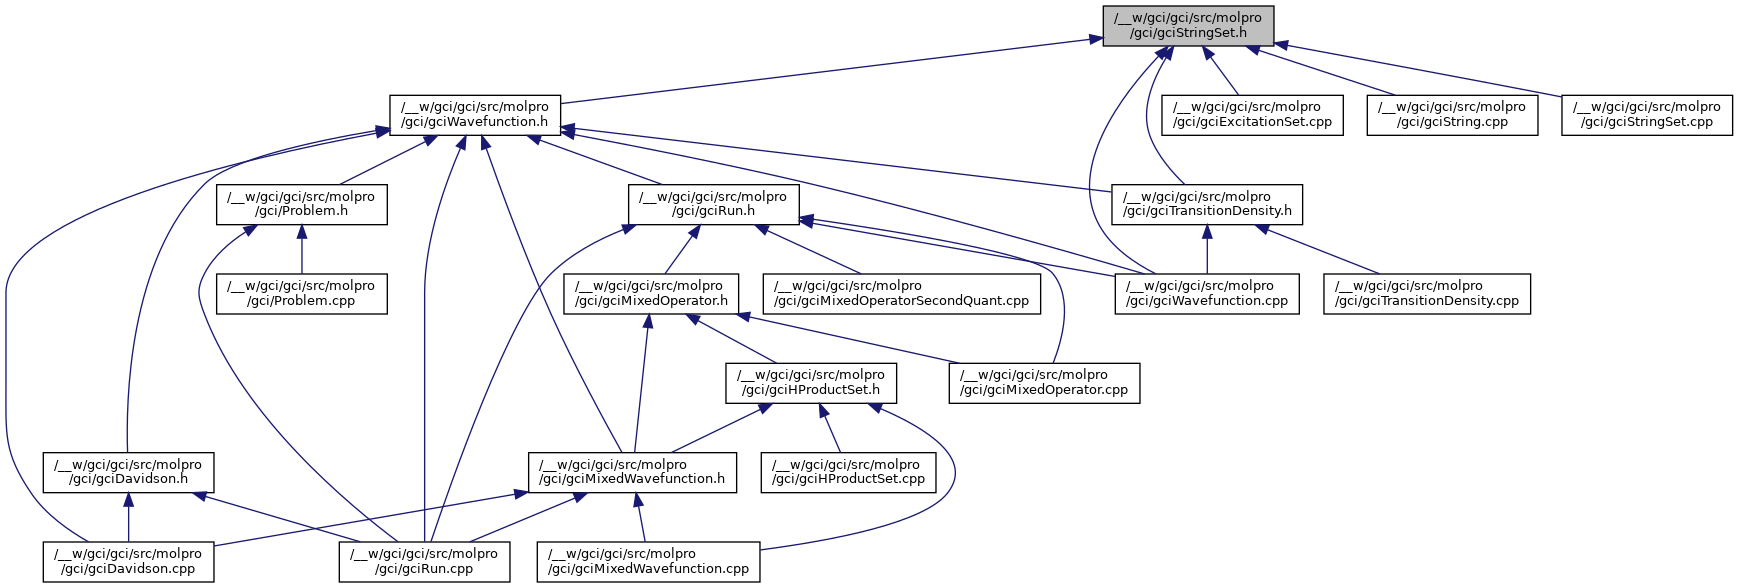 /__w/gci/gci/src/molpro
/gci/gciStringSet.h
/__w/gci/gci/src/molpro
/gci/gciWavefunction.h
/__w/gci/gci/src/molpro
/gci/gciExcitationSet.cpp
/__w/gci/gci/src/molpro
/gci/gciString.cpp
/__w/gci/gci/src/molpro
/gci/gciStringSet.cpp
/__w/gci/gci/src/molpro
/gci/Problem.h
/__w/gci/gci/src/molpro
/gci/gciRun.h
/__w/gci/gci/src/molpro
/gci/gciTransitionDensity.h
/__w/gci/gci/src/molpro
/gci/Problem.cpp
/__w/gci/gci/src/molpro
/gci/gciMixedOperator.h
/__w/gci/gci/src/molpro
/gci/gciMixedOperatorSecondQuant.cpp
/__w/gci/gci/src/molpro
/gci/gciWavefunction.cpp
/__w/gci/gci/src/molpro
/gci/gciTransitionDensity.cpp
/__w/gci/gci/src/molpro
/gci/gciHProductSet.h
/__w/gci/gci/src/molpro
/gci/gciMixedOperator.cpp
/__w/gci/gci/src/molpro
/gci/gciDavidson.h
/__w/gci/gci/src/molpro
/gci/gciMixedWavefunction.h
/__w/gci/gci/src/molpro
/gci/gciHProductSet.cpp
/__w/gci/gci/src/molpro
/gci/gciDavidson.cpp
/__w/gci/gci/src/molpro
/gci/gciRun.cpp
/__w/gci/gci/src/molpro
/gci/gciMixedWavefunction.cpp